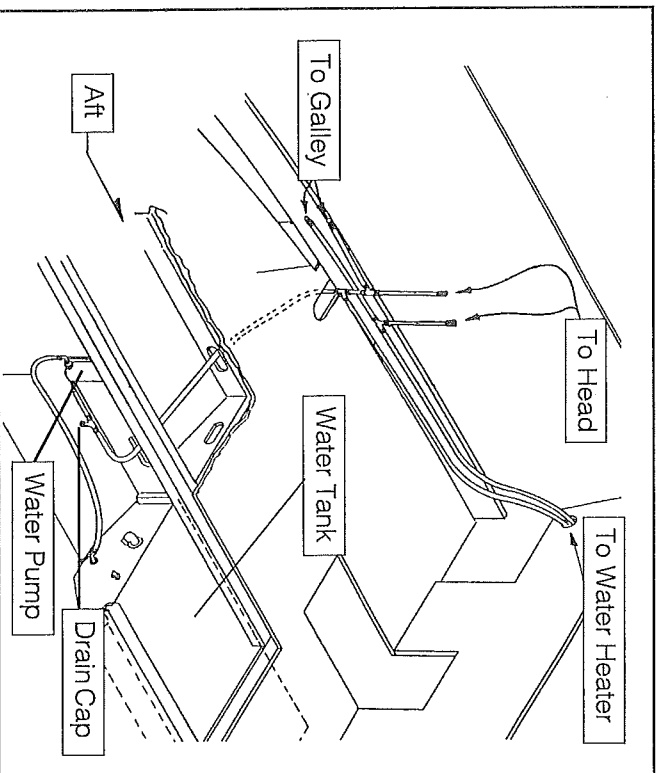 To Galley
Aft
To Head
Water Tank
To Water Heater
Water Pump
Drain Cap